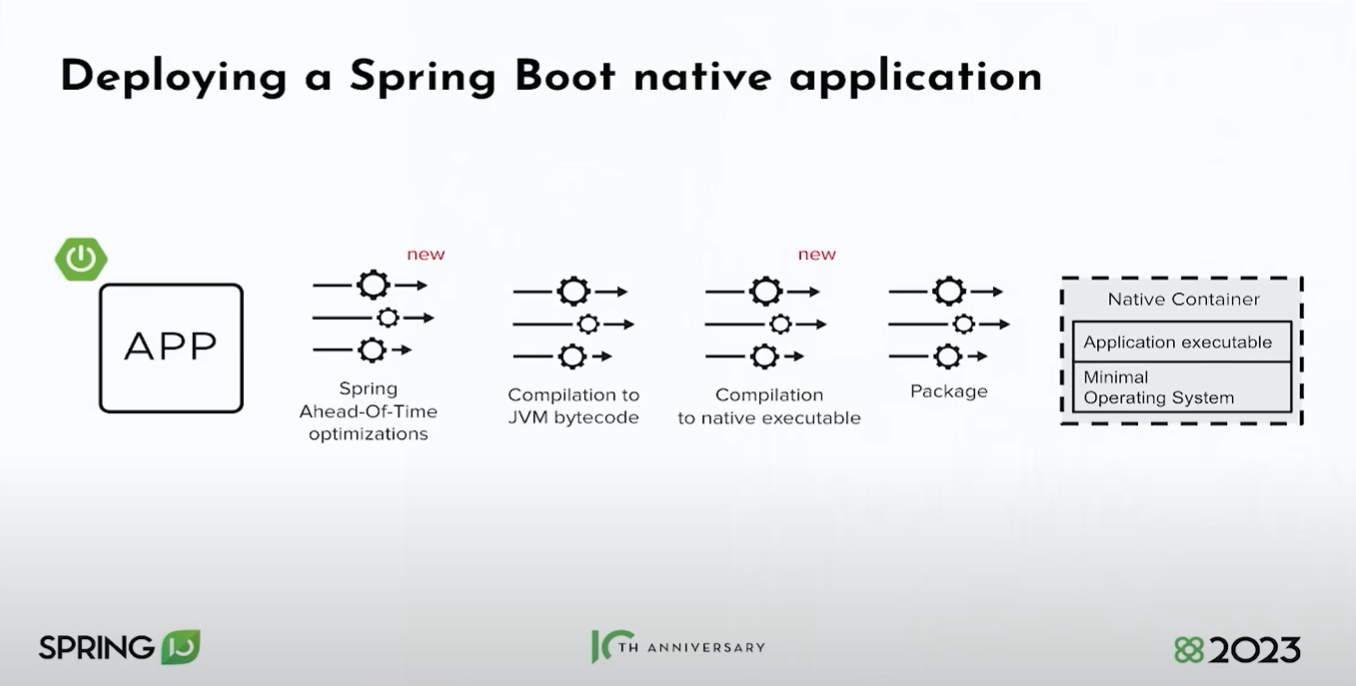 Deploying a Spring Boot native application
APP
new
Spring
Ahead-Of-Time
optimizations
Compilation to
JVM bytecode
new
Compilation
to native executable
Package
Native Container
Application executable
Minimal
Operating System
SPRING IO
10TH ANNIVERSARY
2023